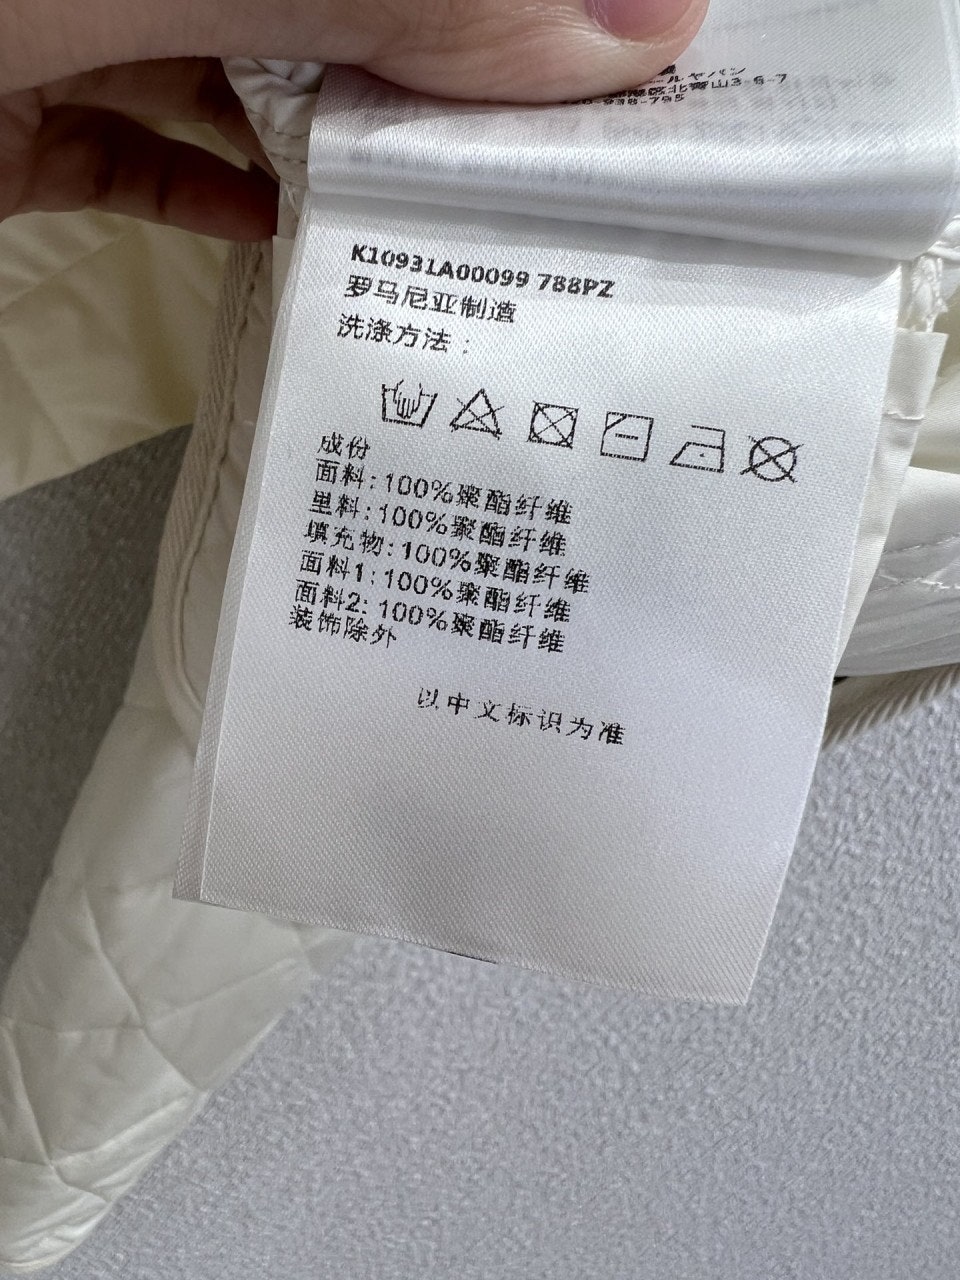 3-6-7
K10931A00099 788PZ
罗马尼亚制造
洗涤方法：
成份
面料:100%聚酯纤维
里料:100%聚酯纤维
填充物:100%聚酯纤维
面料1:100%聚酯纤维
面料2:100%聚酯纤维
装饰除外
以中文标识为准